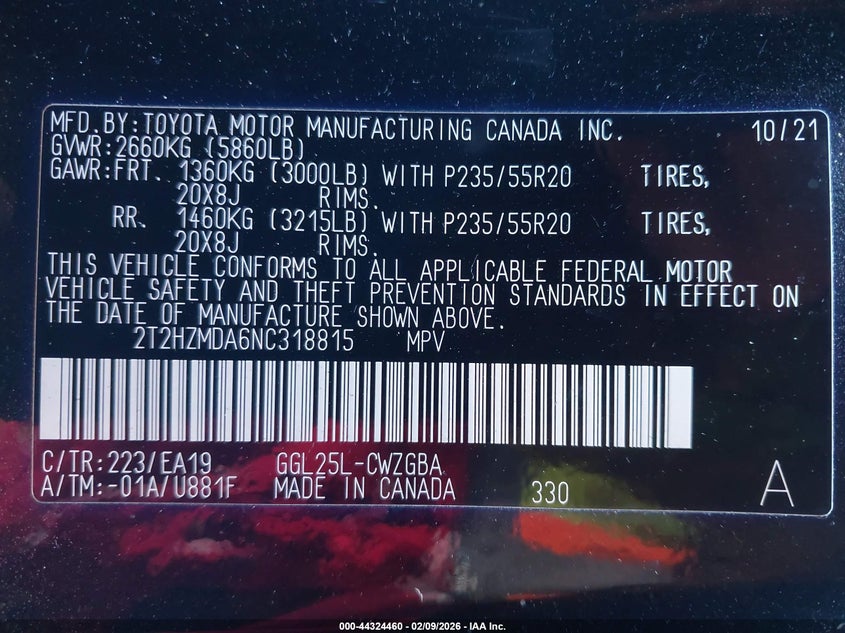 MFD.BY:TOYOTA MOTOR MANUFACTURING CANADA INC. 10/21
GVWR:2660KG (5860LB)
GAWR:FRT. 1360KG (3000LB) WITH P235/55R20 TIRES,
20X8J RIMS.
RR. 1460KG (3215LB) WITH P235/55R20 TIRES,
20X8J RIMS.
THIS VEHICLE CONFORMS TO ALL APPLICABLE FEDERAL MOTOR
VEHICLE SAFETY AND THEFT PREVENTION STANDARDS IN EFFECT ON
THE DATE OF MANUFACTURE SHOWN ABOVE.
2T2HZMDA6NC318815 MPV
C/TR:223/EA19 GGL25L-CWZGBA
A/TM:-01A/U881F MADE IN CANADA 330 A
000-44324460 - 02/09/2026 - IAA Inc.